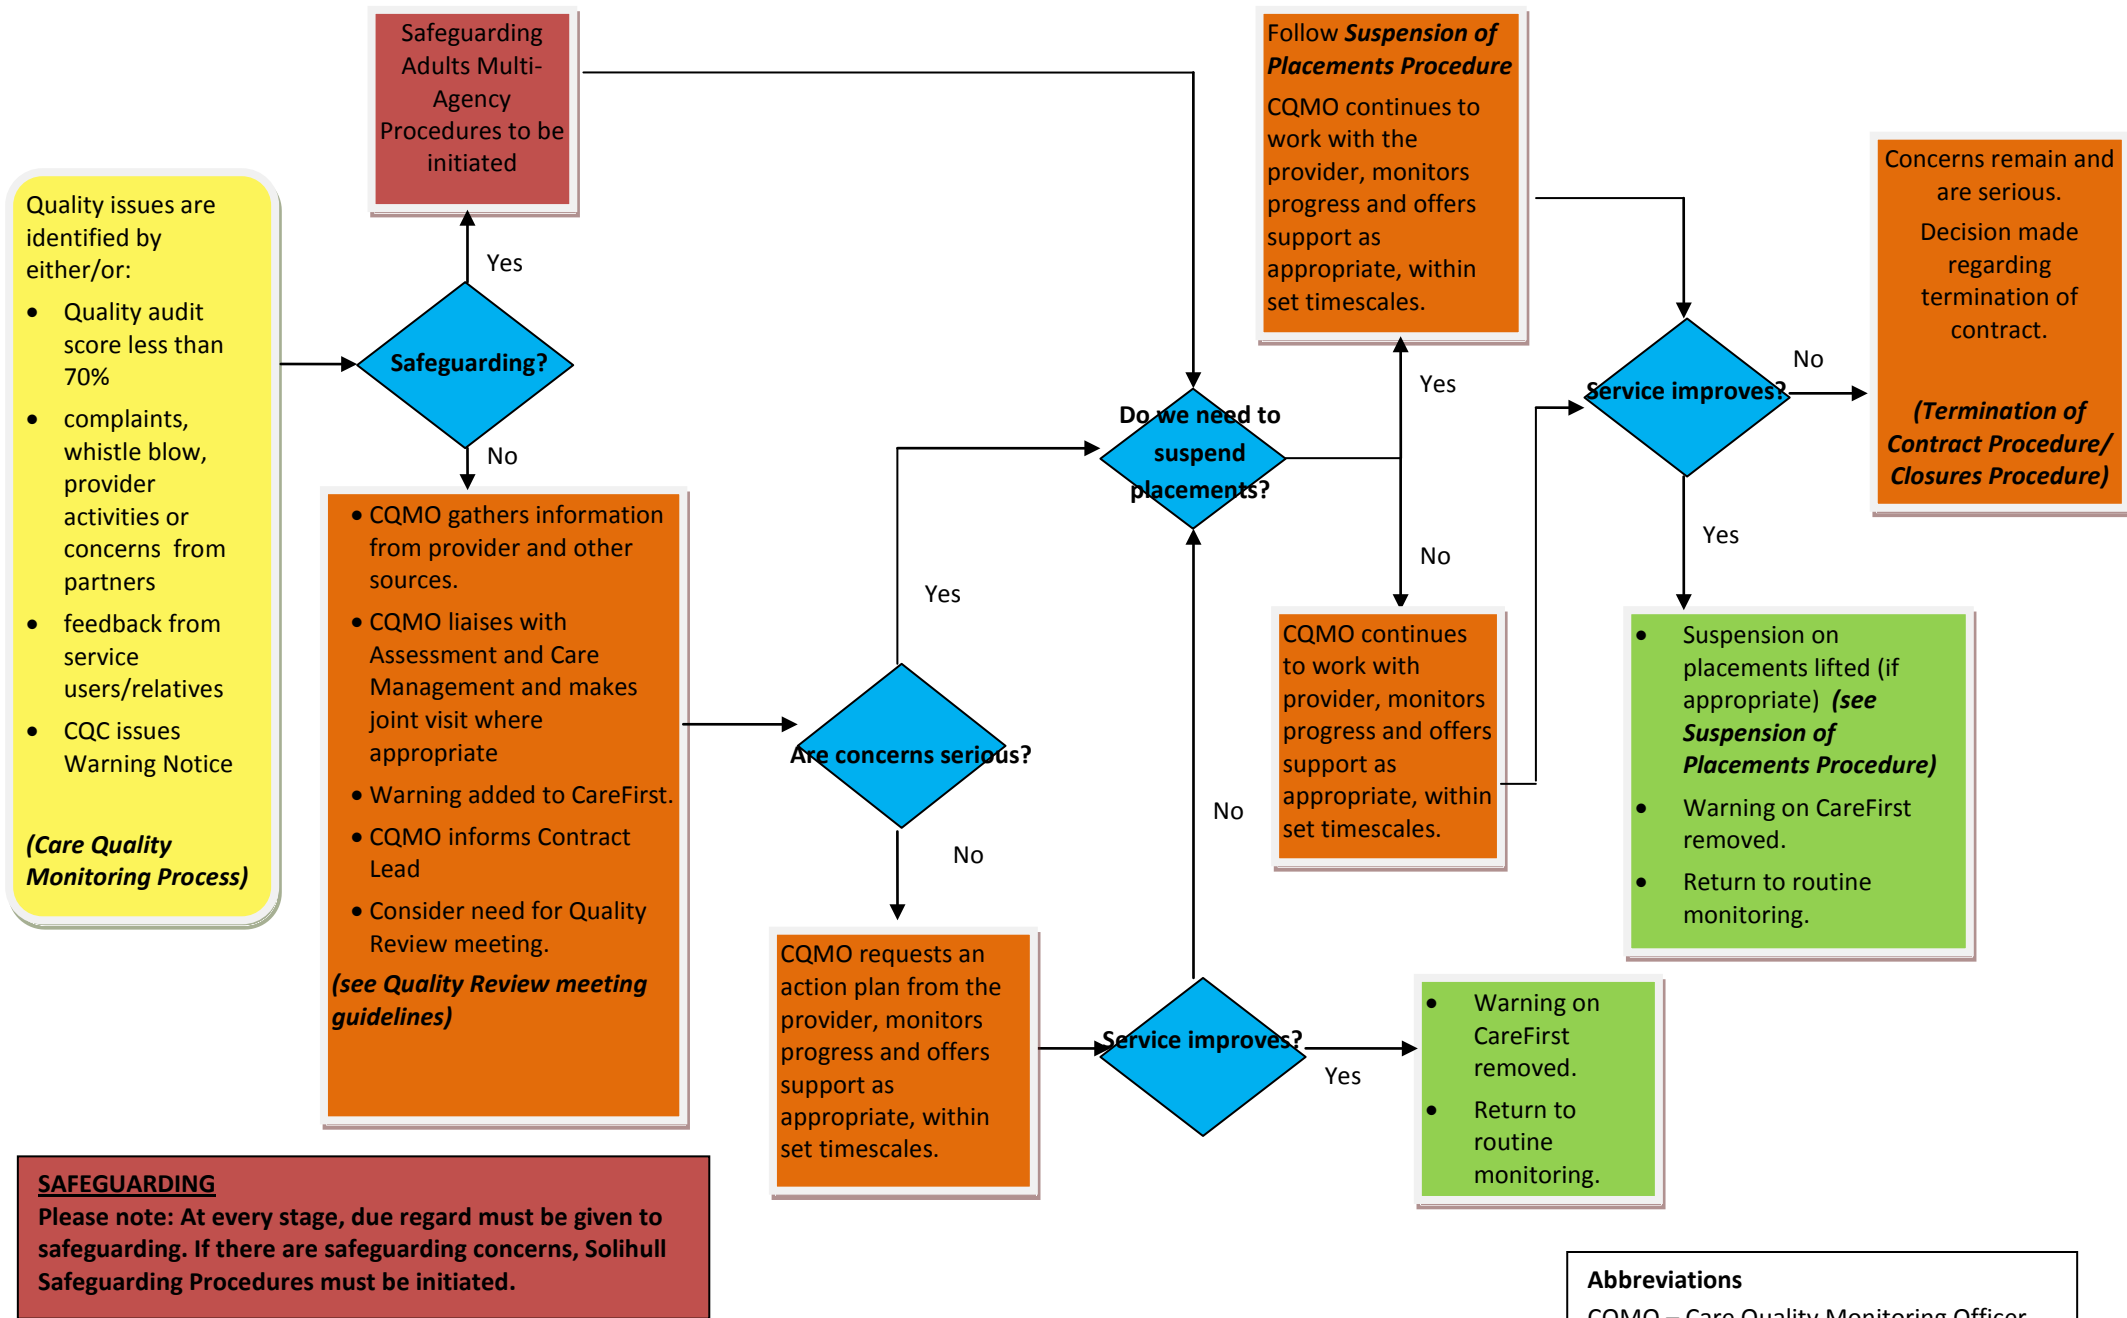 Quality issues are
identified by
either/or:
• Quality audit
score less than
70%
• complaints,
whistle blow,
provider
activities or
concerns from
partners
• feedback from
service
users/relatives
• CQC issues
Warning Notice
(Care Quality
Monitoring Process)
Safeguarding
Adults Multi-
Agency
Procedures to be
initiated
Yes
Safeguarding?
No
• CQMO gathers information
from provider and other
sources.
• CQMO liaises with
Assessment and Care
Management and makes
joint visit where
appropriate
• Warning added to CareFirst.
• CQMO informs Contract
Lead
• Consider need for Quality
Review meeting.
(see Quality Review meeting
guidelines)
Are concerns serious?
Yes
No
CQMO requests an
action plan from the
provider, monitors
progress and offers
support as
appropriate, within
set timescales.
Service improves?
No
Yes
• Warning on
CareFirst
removed.
• Return to
routine
monitoring.
Do we need to
suspend
placements?
Yes
No
Follow Suspension of
Placements Procedure
CQMO continues to
work with the
provider, monitors
progress and offers
support as
appropriate, within
set timescales.
CQMO continues
to work with
provider, monitors
progress and offers
support as
appropriate, within
set timescales.
Service improves?
No
Yes
Concerns remain and
are serious.
Decision made
regarding
termination of
contract.
(Termination of
Contract Procedure/
Closures Procedure)
• Suspension on
placements lifted (if
appropriate) (see
Suspension of
Placements Procedure)
• Warning on CareFirst
removed.
• Return to routine
monitoring.
SAFEGUARDING
Please note: At every stage, due regard must be given to
safeguarding. If there are safeguarding concerns, Solihull
Safeguarding Procedures must be initiated.
Abbreviations
CQMO – Care Quality Monitoring Officer